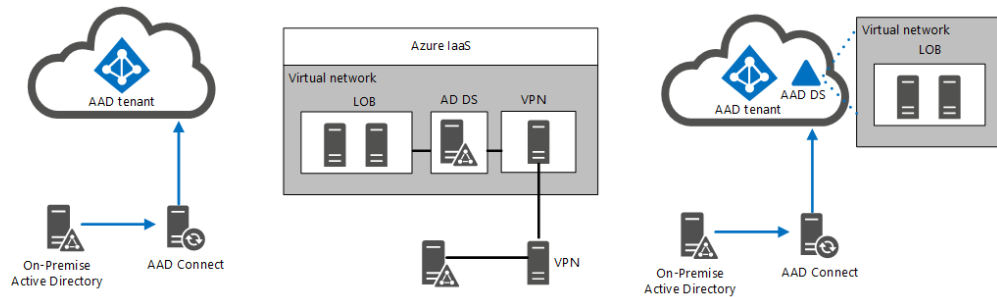 AAD tenant
On-Premise
Active Directory
AAD Connect
Azure IaaS
Virtual network
LOB
AD DS
VPN
VPN
Virtual network
LOB
AAD DS
AAD tenant
On-Premise
Active Directory
AAD Connect